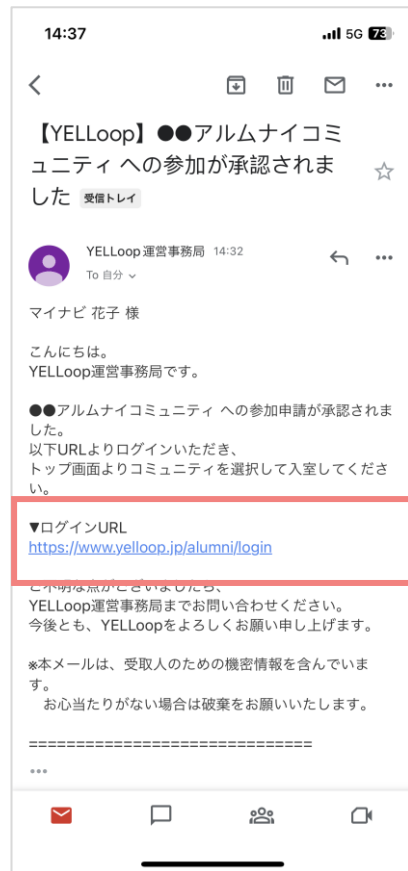 14:37
5G 73
【YELLoop】●●アルムナイコミ
ュニティ への参加が承認されま
した 受信トレイ
YELLoop 運営事務局 14:32
To 自分
マイナビ 花子 様
こんにちは。
YELLoop運営事務局です。
●●アルムナイコミュニティ への参加申請が承認されま
した。
以下URLよりログインいただき、
トップ画面よりコミュニティを選択して入室してくださ
い。
▼ログインURL
https://www.yelloop.jp/alumni/login
ご不明な点がございましたら、
YELLoop運営事務局までお問い合わせください。
今後とも、YELLoopをよろしくお願い申し上げます。
※本メールは、受取人のための機密情報を含んでいま
す。
お心当たりがない場合は破棄をお願いいたします。
==============================